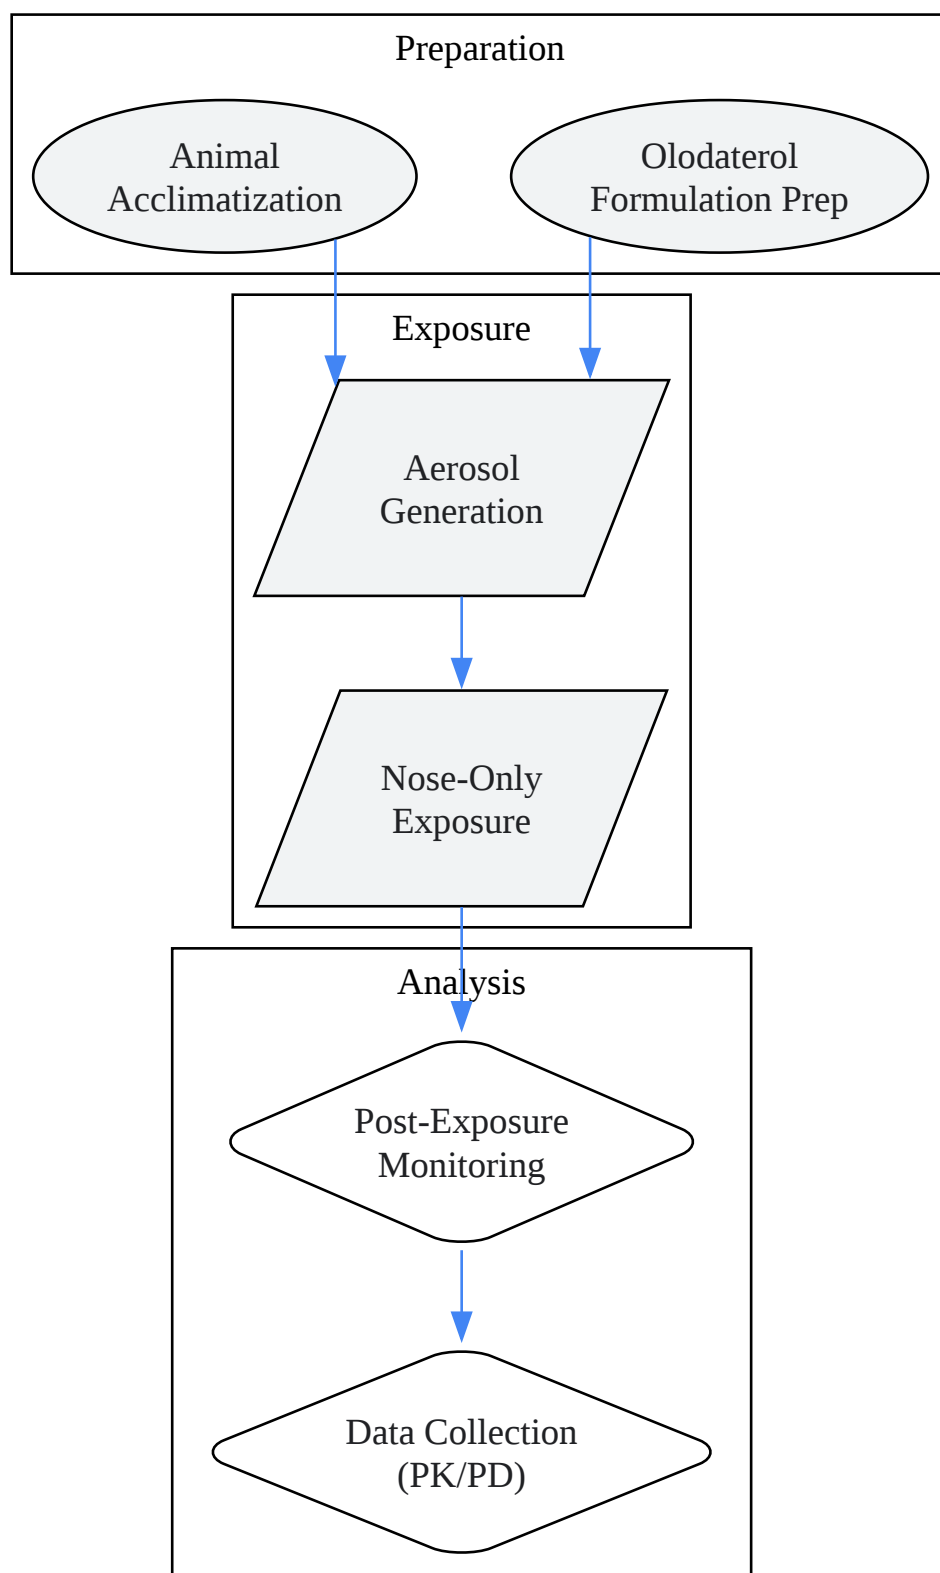 Preparation
Animal
Acclimatization
Olodaterol
Formulation Prep
Exposure
Aerosol
Generation
Nose-Only
Exposure
Analysis
Post-Exposure
Monitoring
Data Collection
(PK/PD)